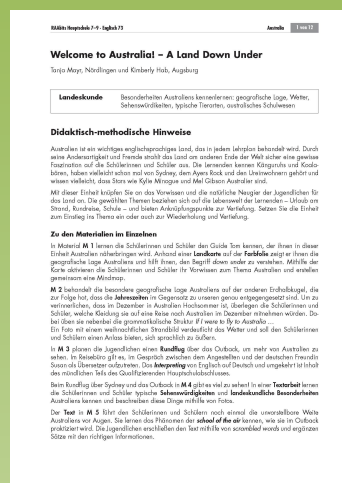 RAAbits Hauptschule 7–9 · Englisch 73
Australia
1 von 22
Welcome to Australia! – A Land Down Under
Tanja Mayr, Nördlingen und Kimberly Hab, Augsburg
Landeskunde
Besonderheiten Australiens kennenlernen: geografische Lage, Wetter,
Sehenswürdigkeiten, typische Tierarten, australisches Schulwesen
Didaktisch-methodische Hinweise
Australien ist ein wichtiges englischsprachiges Land, das in jedem Lehrplan behandelt wird. Durch
seine Andersartigkeit und Fremde strahlt das Land am anderen Ende der Welt sicher eine gewisse
Faszination auf die Schülerinnen und Schüler aus. Die Lernenden kennen Kängurus und Koala-
bären, haben vielleicht schon mal von Sydney, dem Ayers Rock und den Ureinwohnern gehört und
wissen vielleicht, dass Stars wie Kylie Minogue und Mel Gibson Australier sind.
Mit dieser Einheit knüpfen Sie an das Vorwissen und die natürliche Neugier der Jugendlichen für
das Land an. Die gewählten Themen beziehen sich auf die Lebenswelt der Lernenden – Urlaub am
Strand, Rundreise, Schule – und bieten Anknüpfungspunkte zur Vertiefung. Setzen Sie die Einheit
zum Einstieg ins Thema ein oder auch zur Wiederholung und Vertiefung.
Zu den Materialien im Einzelnen
In Material M 1 lernen die Schülerinnen und Schüler den Guide Tom kennen, der ihnen in dieser
Einheit Australien näherbringen wird. Anhand einer Landkarte auf der Farbfolie zeigt er ihnen die
geografische Lage Australiens und hilft ihnen, den Begriff down under zu verstehen. Mithilfe der
Karte aktivieren die Schülerinnen und Schüler ihr Vorwissen zum Thema Australien und erstellen
gemeinsam eine Mindmap.
M 2 behandelt die besondere geografische Lage Australiens auf der anderen Erdhalbkugel, die
zur Folge hat, dass die Jahreszeiten im Gegensatz zu unseren genau entgegengesetzt sind. Um zu
verinnerlichen, dass im Dezember in Australien Hochsommer ist, überlegen die Schülerinnen und
Schüler, welche Kleidung sie auf eine Reise nach Australien im Dezember mitnehmen würden. Da-
bei üben sie nebenbei die grammatikalische Struktur If I were to fly to Australia ...
Ein Foto mit einem weihnachtlichen Strandbild verdeutlicht das Wetter und soll den Schülerinnen
und Schülern einen Anlass bieten, sich sprachlich zu äußern.
In M 3 planen die Jugendlichen einen Rundflug über das Outback, um mehr von Australien zu
sehen. Im Reisebüro gilt es, im Gespräch zwischen dem Angestellten und der deutschen Freundin
Susan als Übersetzer aufzutreten. Das Interpreting von Englisch auf Deutsch und umgekehrt ist Inhalt
des mündlichen Teils des Qualifizierenden Hauptschulabschlusses.
Beim Rundflug über Sydney und das Outback in M 4 gibt es viel zu sehen! In einer Textarbeit lernen
die Schülerinnen und Schüler typische Sehenswürdigkeiten und landeskundliche Besonderheiten
Australiens kennen und beschreiben diese Dinge mithilfe von Fotos.
Der Text in M 5 führt den Schülerinnen und Schülern noch einmal die unvorstellbare Weite
Australiens vor Augen. Sie lernen das Phänomen der school of the air kennen, wie sie im Outback
praktiziert wird. Die Jugendlichen erschließen den Text mithilfe von scrambled words und ergänzen
Sätze mit den richtigen Informationen.